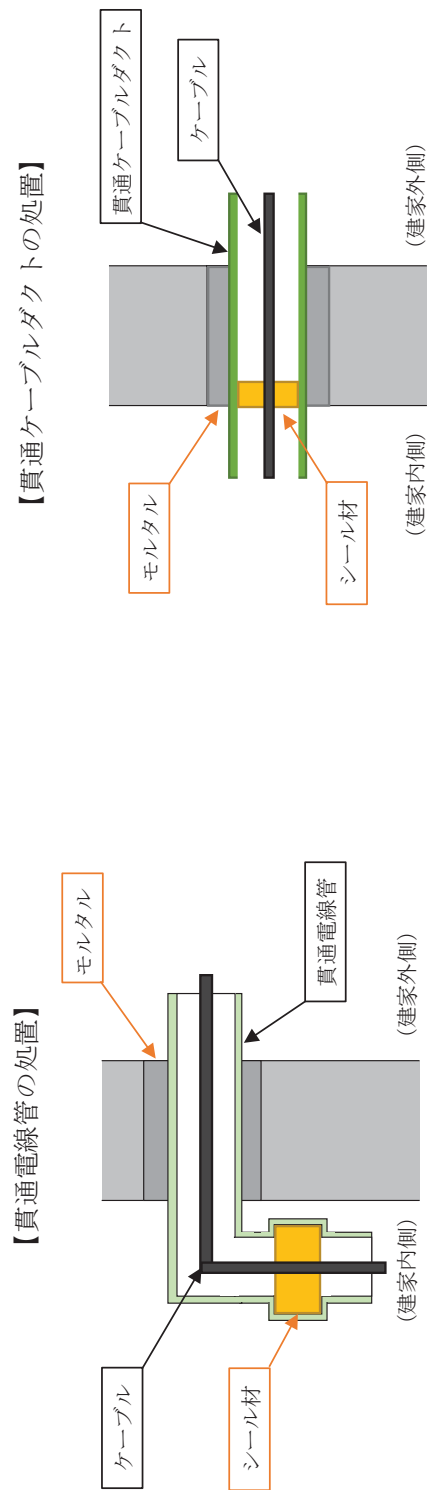 【貫通電線管の処置】
モルタル
ケーブル
シール材
貫通電線管
(建家内側)
(建家外側)
【貫通ケーブルダクトの処置】
貫通ケーブルダクト
モルタル
ケーブル
シール材
(建家内側)
(建家外側)